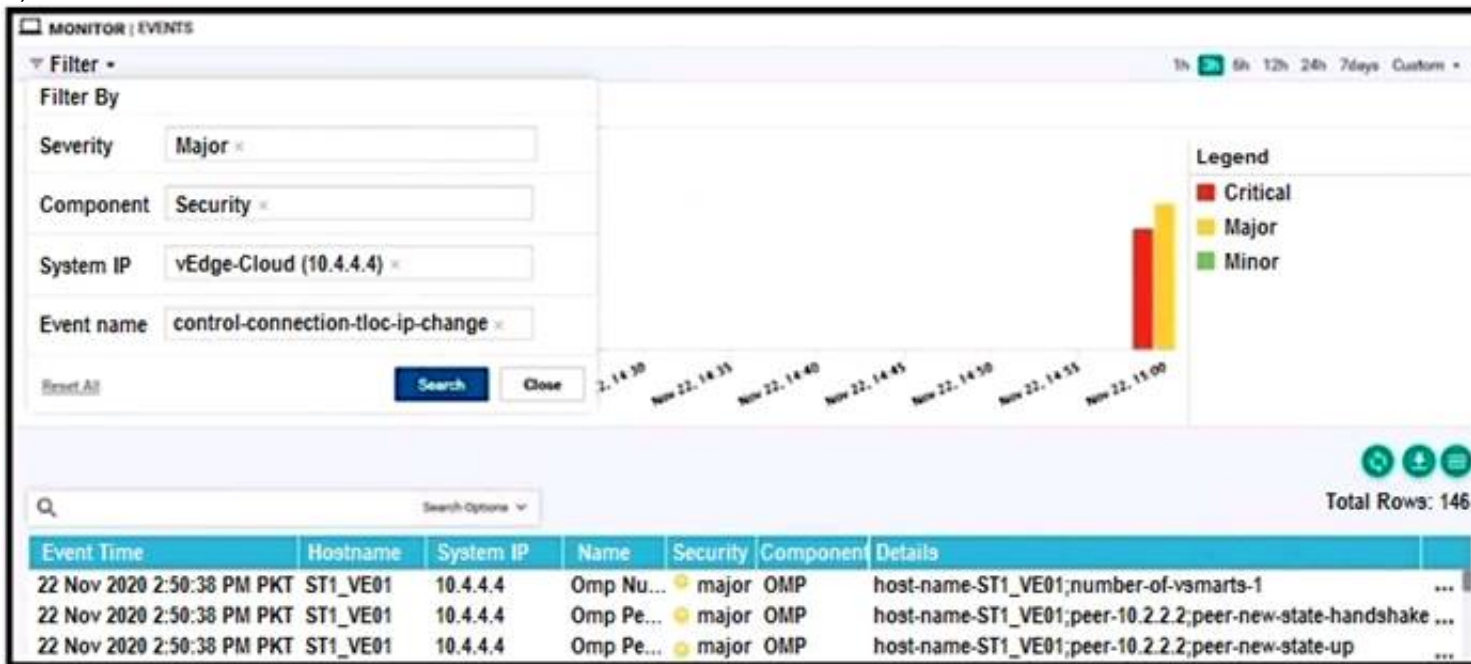 MONITOR | EVENTS
Filter
1h 3h 6h 12h 24h 7days Custom
Filter By
Severity Major ×
Component Security ×
System IP vEdge-Cloud (10.4.4.4) ×
Event name control-connection-tloc-ip-change ×
Reset All Search Close
Legend
Critical
Major
Minor
2, 14:30 Nov 22, 14:35 Nov 22, 14:40 Nov 22, 14:45 Nov 22, 14:50 Nov 22, 14:55 Nov 22, 15:00
Search Options
Total Rows: 146
Event Time Hostname System IP Name Security Component Details
22 Nov 2020 2:50:38 PM PKT ST1_VE01 10.4.4.4 Omp Nu... major OMP host-name-ST1_VE01;number-of-vsmarts-1 ...
22 Nov 2020 2:50:38 PM PKT ST1_VE01 10.4.4.4 Omp Pe... major OMP host-name-ST1_VE01;peer-10.2.2.2;peer-new-state-handshake ...
22 Nov 2020 2:50:38 PM PKT ST1_VE01 10.4.4.4 Omp Pe... major OMP host-name-ST1_VE01;peer-10.2.2.2;peer-new-state-up ...